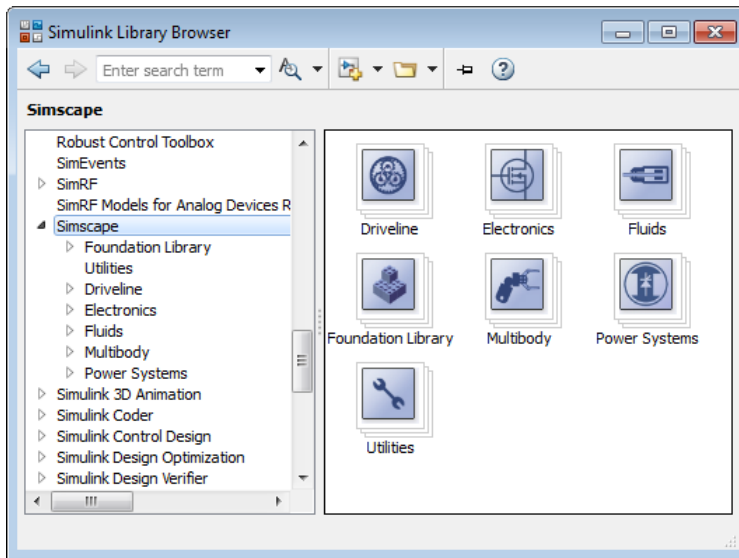 Simulink Library Browser
Enter search term
Simscape
Robust Control Toolbox
SimEvents
SimRF
SimRF Models for Analog Devices R
Simscape
Foundation Library
Utilities
Driveline
Electronics
Fluids
Multibody
Power Systems
Simulink 3D Animation
Simulink Coder
Simulink Control Design
Simulink Design Optimization
Simulink Design Verifier
Driveline
Electronics
Fluids
Foundation Library
Multibody
Power Systems
Utilities